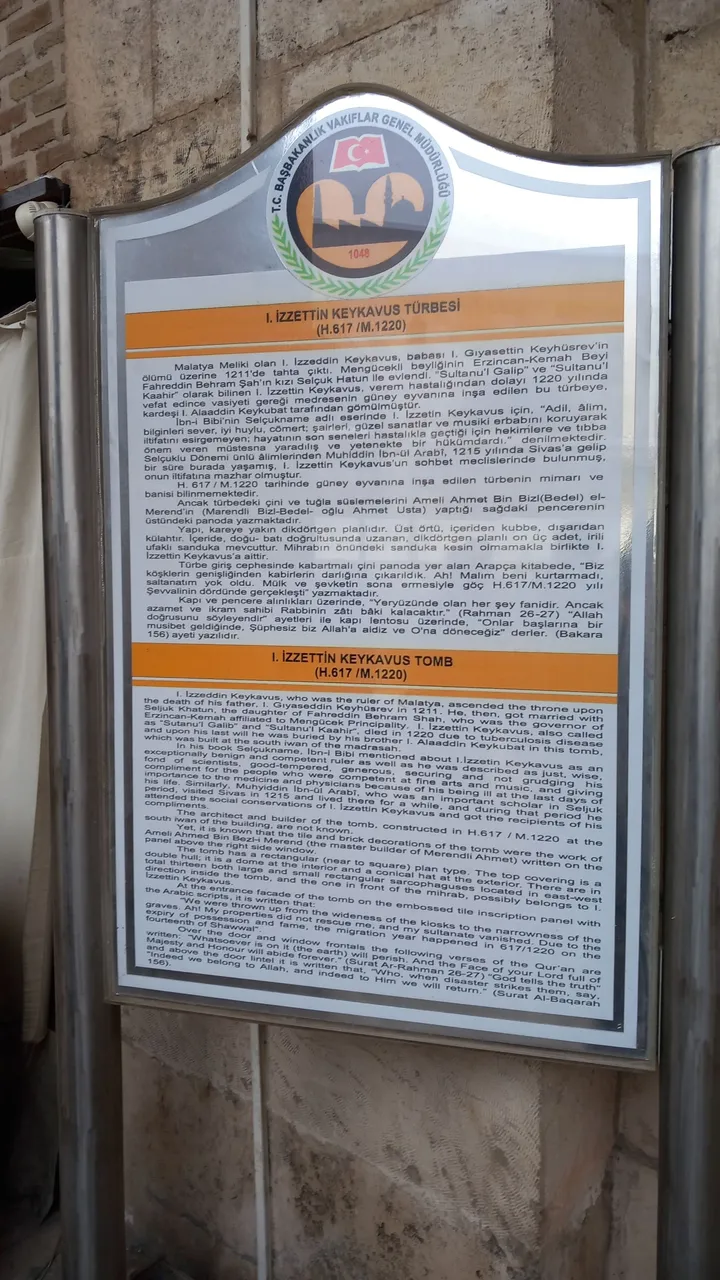 T.C. BAŞBAKANLIK VAKIFLAR GENEL MÜDÜRLÜĞÜ
1048
I. İZZETTİN KEYKAVUS TÜRBESİ
(H.617 /M.1220)
Malatya Meliki olan I. İzzeddin Keykavus, babası I. Gıyasettin Keyhüsrev'in
ölümü üzerine 1211'de tahta çıktı. Mengücekli beyliğinin Erzincan-Kemah Beyi
Fahreddin Behram Şah'ın kızı Selçuk Hatun ile evlendi. "Sultanu'l Galip" ve "Sultanu'l
Kaahir" olarak bilinen I. İzzettin Keykavus, verem hastalığından dolayı 1220 yılında
vefat edince vasiyeti gereği medresenin güney eyvanına inşa edilen bu türbeye,
kardeşi I. Alaaddin Keykubat tarafından gömülmüştür.
İbn-i Bibi'nin Selçukname adlı eserinde I. İzzetin Keykavus için, "Adil, âlim,
bilginleri sever, iyi huylu, cömert; şairleri, güzel sanatlar ve musiki erbabını koruyarak
iltifatını esirgemeyen; hayatının son seneleri hastalıkla geçtiği için hekimlere ve tıbba
önem veren müstesna yaradılış ve yetenekte bir hükümdardı." denilmektedir.
Selçuklu Dönemi ünlü âlimlerinden Muhiddin İbn-ül Arabî, 1215 yılında Sivas'a gelip
bir süre burada yaşamış, I. İzzettin Keykavus'un sohbet meclislerinde bulunmuş,
onun iltifatına mazhar olmuştur.
H. 617 / M.1220 tarihinde güney eyvanına inşa edilen türbenin mimarı ve
banisi bilinmemektedir.
Ancak türbedeki çini ve tuğla süslemelerini Ameli Ahmet Bin Bizl(Bedel) el-
Merend'in (Marendli Bizl-Bedel- oğlu Ahmet Usta) yaptığı sağdaki pencerenin
üstündeki panoda yazmaktadır.
Yapı, kareye yakın dikdörtgen planlıdır. Üst örtü, içeriden kubbe, dışarıdan
külahtır. İçeride, doğu- batı doğrultusunda uzanan, dikdörtgen planlı on üç adet, irili
ufaklı sanduka mevcuttur. Mihrabın önündeki sanduka kesin olmamakla birlikte I.
İzzettin Keykavus'a aittir.
Türbe giriş cephesinde kabartmalı çini panoda yer alan Arapça kitabede, "Biz
köşklerin genişliğinden kabirlerin darlığına çıkarıldık. Ah! Malım beni kurtarmadı,
saltanatım yok oldu. Mülk ve şevketin sona ermesiyle göç H.617/M.1220 yılı
Şevvalinin dördünde gerçekleşti" yazmaktadır.
Kapı ve pencere alınlıkları üzerinde, "Yeryüzünde olan her şey fanidir. Ancak
azamet ve ikram sahibi Rabbinin zâtı bâki kalacaktır." (Rahman 26-27) "Allah
doğrusunu söyleyendir" ayetleri ile kapı lentosu üzerinde, "Onlar başlarına bir
musibet geldiğinde, Şüphesiz biz Allah'a aidiz ve O'na döneceğiz" derler. (Bakara
156) ayeti yazılıdır.
I. İZZETTİN KEYKAVUS TOMB
(H.617 /M.1220)
I. İzzeddin Keykavus, who was the ruler of Malatya, ascended the throne upon
the death of his father, I. Gıyaseddin Keyhüsrev in 1211. He, then, got married with
Seljuk Khatun, the daughter of Fahreddin Behram Shah, who was the governor of
Erzincan-Kemah affiliated to Mengücek Principality. I. İzzettin Keykavus, also called
as "Sutanu'l Galib" and "Sultanu'l Kaahir", died in 1220 due to tuberculosis disease
and upon his last will he was buried by his brother I. Alaaddin Keykubat in this tomb,
which was built at the south iwan of the madrasah.
In his book Selçukname, İbn-i Bibi mentioned about I.İzzetin Keykavus as an
exceptionally benign and competent ruler as well as he was described as just, wise,
fond of scientists, good-tempered, generous, securing and not grudging his
compliment for the people who were competent at fine arts and music, and giving
importance to the medicine and physicians because of his being ill at the last days of
his life. Similarly, Muhyiddin İbn-ül Arabî, who was an important scholar in Seljuk
period, visited Sivas in 1215 and lived there for a while, and during that period he
attended the social conservations of I. İzzettin Keykavus and got the recipients of his
compliments.
The architect and builder of the tomb, constructed in H.617 / M.1220 at the
south iwan of the building, are not known.
Yet, it is known that the tile and brick decorations of the tomb were the work of
Ameli Ahmed Bin Bezl-i Merend (the master builder of Merendli Ahmet) written on the
panel above the right side window.
The tomb has a rectangular (near to square) plan type. The top covering is a
double hull; it is a dome at the interior and a conical hat at the exterior. There are in
total thirteen both large and small rectangular sarcophaguses located in east-west
direction inside the tomb, and the one in front of the mihrab, possibly belongs to I.
İzzettin Keykavus.
At the entrance facade of the tomb on the embossed tile inscription panel with
the Arabic scripts, it is written that:
"We were thrown up from the wideness of the kiosks to the narrowness of the
graves. Ah! My properties did not rescue me, and my sultanate vanished. Due to the
expiry of possession and fame, the migration year happened in 617/1220 on the
fourteenth of Shawwal".
Over the door and window frontals the following verses of the Qur'an are
written: "Whatsoever is on it (the earth) will perish. And the Face of your Lord full of
Majesty and Honour will abide forever." (Surat Ar-Rahman 26-27) "God tells the truth"
and above the door lintel it is written that, "Who, when disaster strikes them, say,
"Indeed we belong to Allah, and indeed to Him we will return." (Surat Al-Baqarah
156).